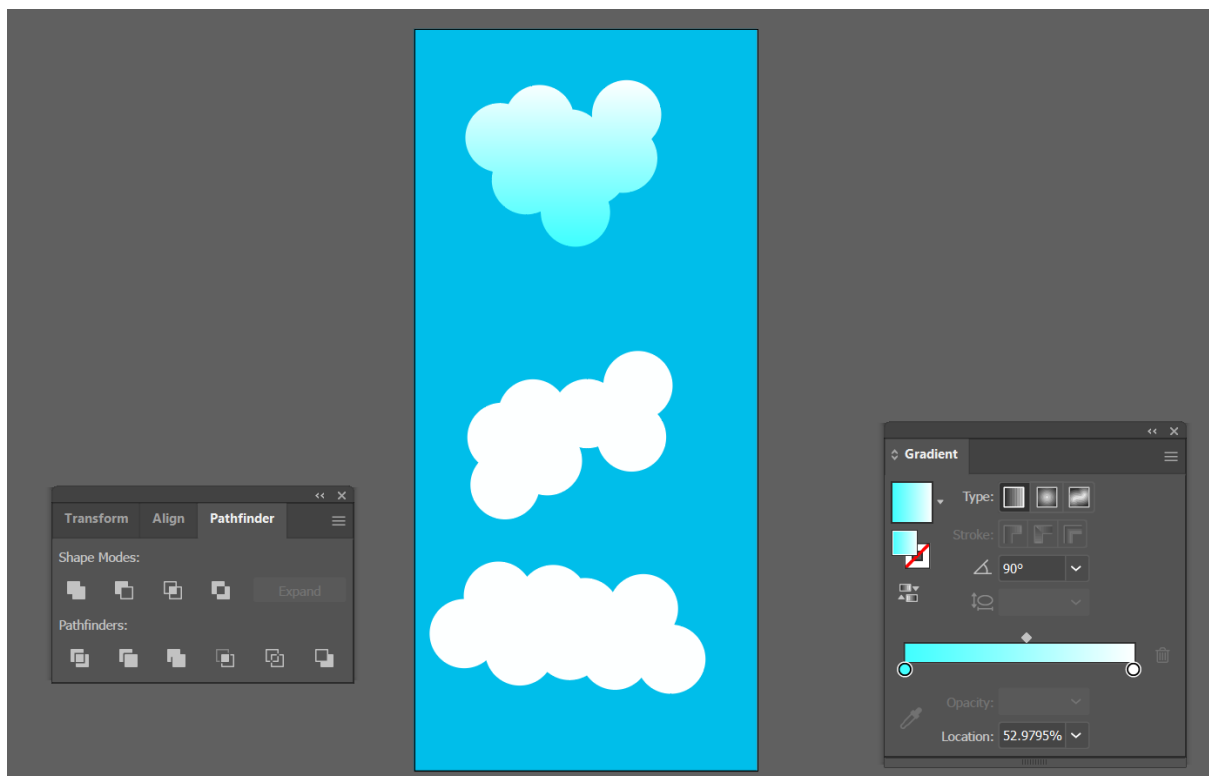 Transform Align Pathfinder
Shape Modes:
Expand
Pathfinders:
Gradient
Type:
Stroke:
90°
Opacity:
Location: 52.9795%